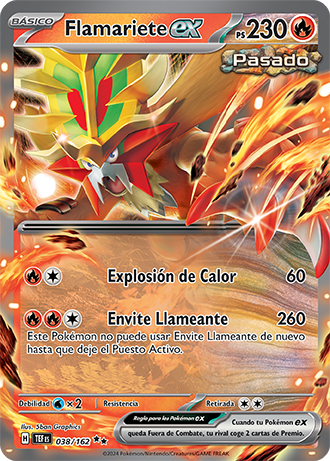 BÁSICO
Flamariete ex
PS 230
Pasado
Explosión de Calor 60
Envite Llameante 260
Este Pokémon no puede usar Envite Llameante de nuevo
hasta que deje el Puesto Activo.
Debilidad ×2 Resistencia Retirada
Ilus. 5ban Graphics
Regla para los Pokémon ex
Cuando tu Pokémon ex
queda Fuera de Combate, tu rival coge 2 cartas de Premio.
H TEF ES 038/162
©2024 Pokémon/Nintendo/Creatures/GAME FREAK